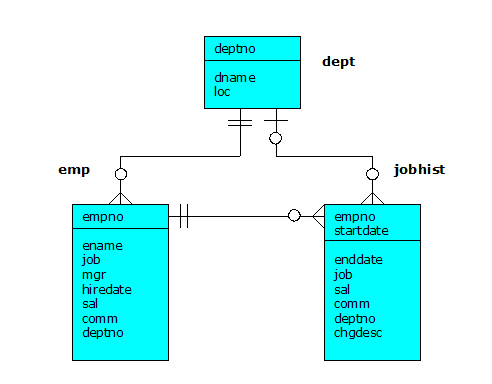 deptno
dname
loc
dept
emp
empno
ename
job
mgr
hiredate
sal
comm
deptno
jobhist
empno
startdate
enddate
job
sal
comm
deptno
chgdesc